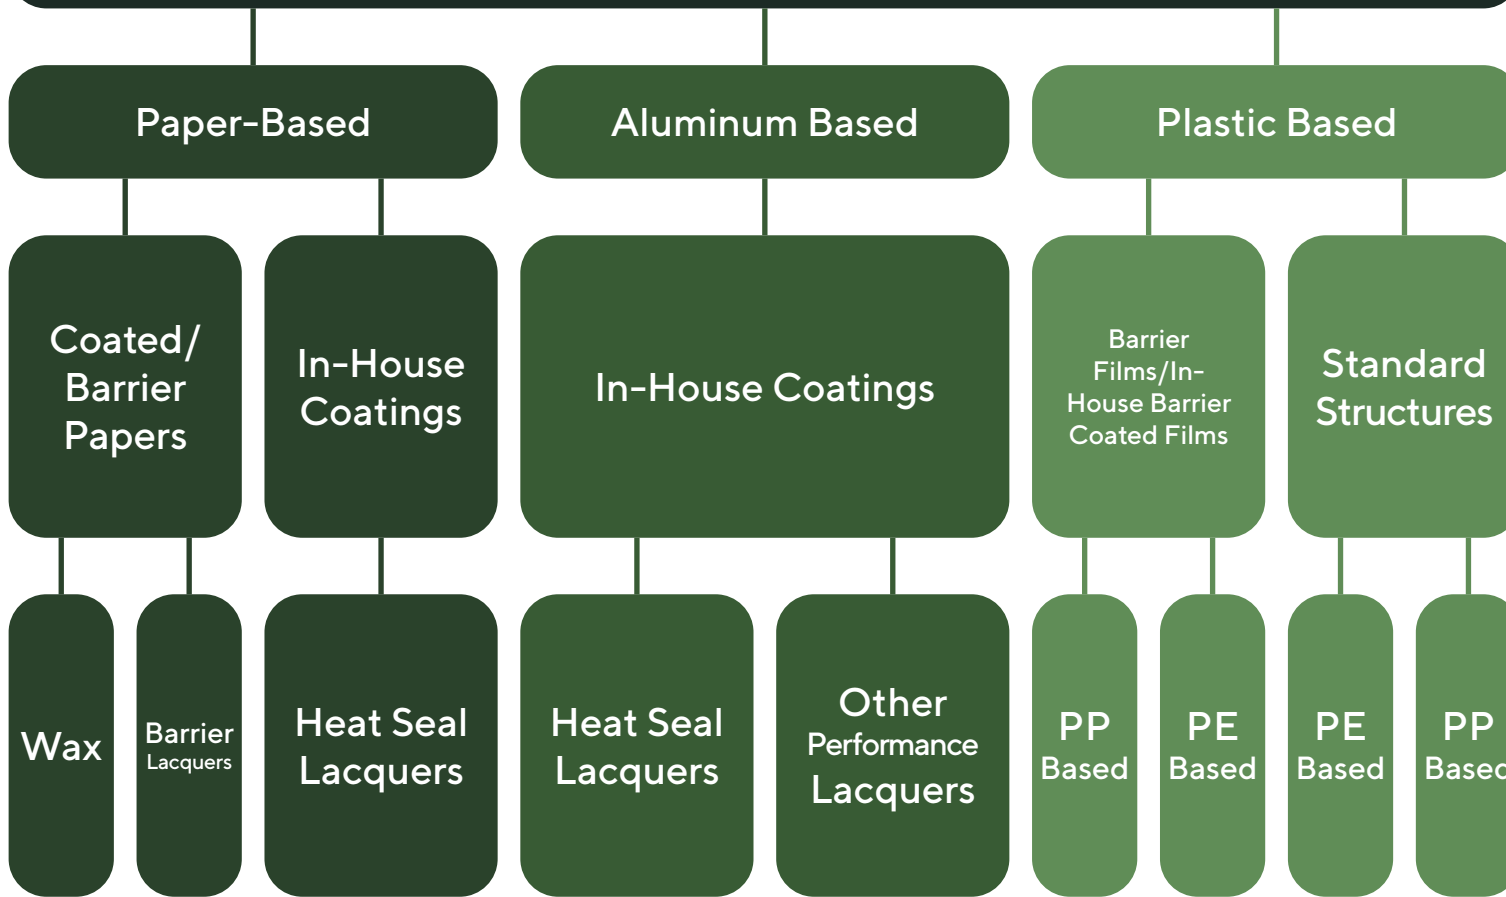 Paper-Based
Aluminum Based
Plastic Based
Coated/
Barrier
Papers
In-House
Coatings
In-House Coatings
Barrier
Films/In-
House Barrier
Coated Films
Standard
Structures
Wax
Barrier
Lacquers
Heat Seal
Lacquers
Heat Seal
Lacquers
Other
Performance
Lacquers
PP
Based
PE
Based
PE
Based
PP
Based